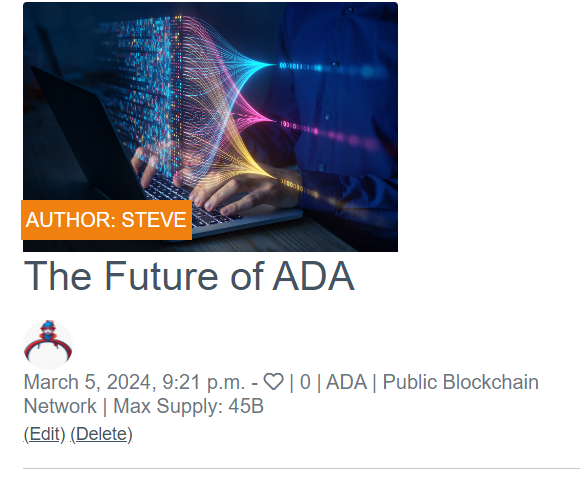 AUTHOR: STEVE
The Future of ADA
March 5, 2024, 9:21 p.m. - ♡ | 0 | ADA | Public Blockchain
Network | Max Supply: 45B
(Edit) (Delete)